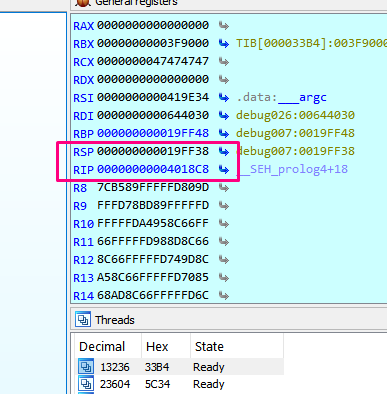 General registers
RAX 0000000000000000
RBX 00000000003F9000 TIB[000033B4]:003F9000
RCX 0000000047474747
RDX 0000000000000000
RSI 0000000000419E34 .data:___argc
RDI 0000000000644030 debug026:00644030
RBP 000000000019FF48 debug007:0019FF48
RSP 000000000019FF38 debug007:0019FF38
RIP 00000000004018C8 __SEH_prolog4+18
R8 7CB589FFFFFD809D
R9 FFFD78BD89FFFFFD
R10 FFFFFDA4958C66FF
R11 66FFFFFD988D8C66
R12 8C66FFFFFD749D8C
R13 A58C66FFFFFD7085
R14 68AD8C66FFFFFD6C
Threads
Decimal Hex State
13236 33B4 Ready
23604 5C34 Ready